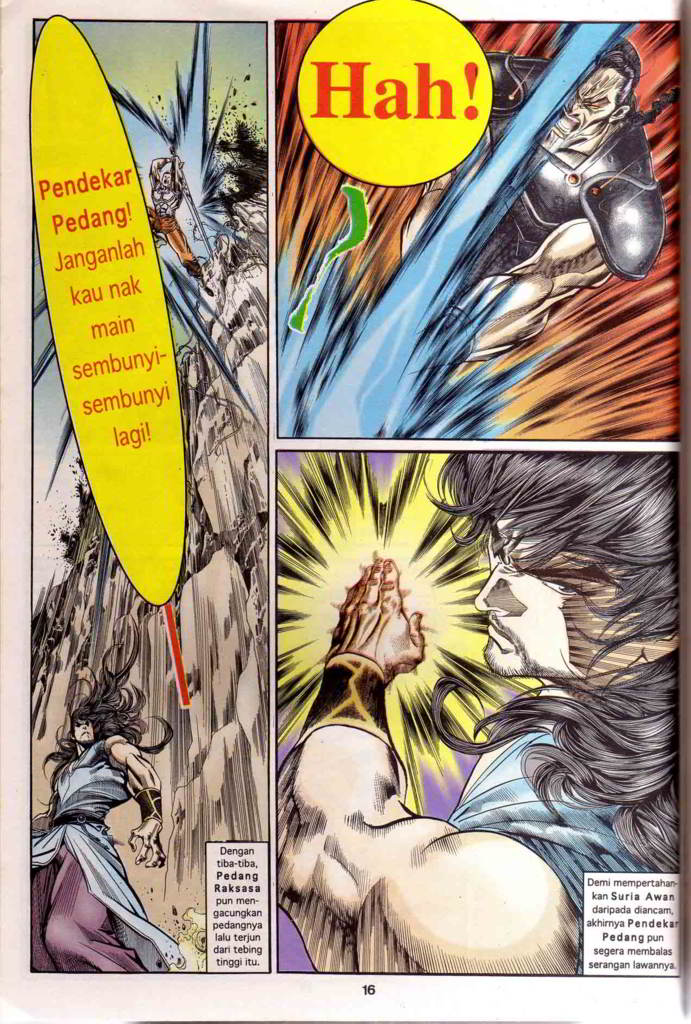 Pendekar
Pedang!
Janganlah
kau nak
main
sembunyi-
sembunyi
lagi!
Dengan
tiba-tiba,
Pedang
Raksasa
pun men-
gacungkan
pedangnya
lalu terjun
dari tebing
tinggi itu.
Hah!
Demi mempertahan-
kan Suria Awan
daripada diancam,
akhirnya Pendekar
Pedang pun
segera membalas
serangan lawannya.
16